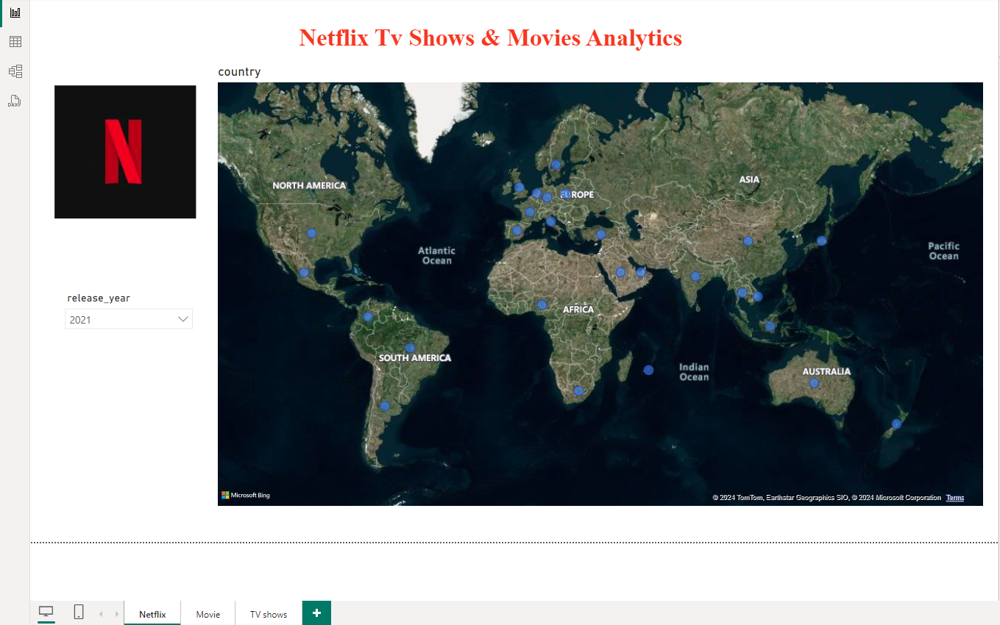 Netflix Tv Shows & Movies Analytics
country
N
NORTH AMERICA
ASIA
EUROPE
Atlantic
Ocean
Pacific
Ocean
release_year
2021
AFRICA
SOUTH AMERICA
Indian
Ocean
AUSTRALIA
Microsoft Bing
© 2024 TomTom, Earthstar Geographics SIO, © 2024 Microsoft Corporation Terms
DAX
Netflix
Movie
TV shows
+